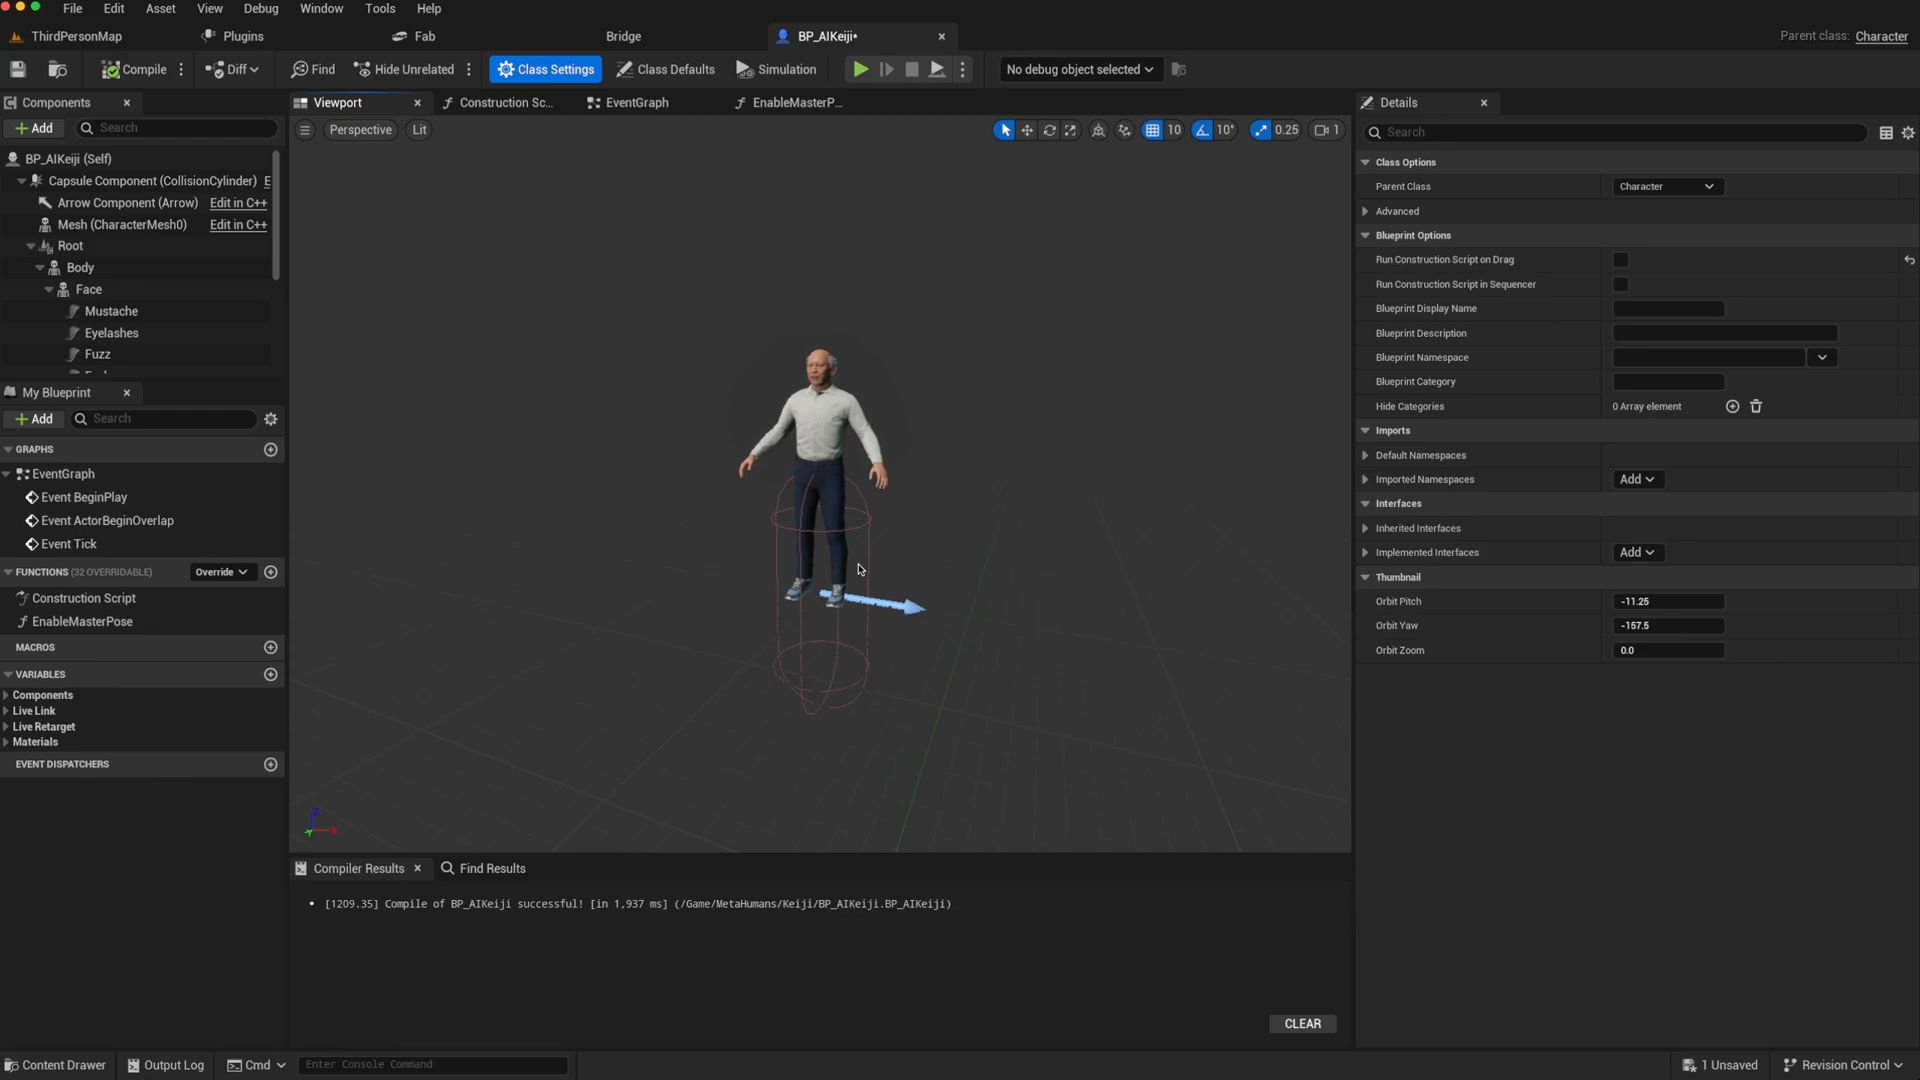 File Edit Asset View Debug Window Tools Help
ThirdPersonMap Plugins Fab Bridge BP_AIKeiji* Parent class: Character
Compile Diff Find Hide Unrelated Class Settings Class Defaults Simulation No debug object selected
Components
Add Search
BP_AIKeiji (Self)
Capsule Component (CollisionCylinder) E
Arrow Component (Arrow) Edit in C++
Mesh (CharacterMesh0) Edit in C++
Root
Body
Face
Mustache
Eyelashes
Fuzz
My Blueprint
Add Search
GRAPHS
EventGraph
Event BeginPlay
Event ActorBeginOverlap
Event Tick
FUNCTIONS (32 OVERRIDABLE) Override
Construction Script
EnableMasterPose
MACROS
VARIABLES
Components
Live Link
Live Retarget
Materials
EVENT DISPATCHERS
Viewport Construction Sc... EventGraph EnableMasterP...
Perspective Lit 10 10° 0.25 1
Z
X
Compiler Results Find Results
[1209.35] Compile of BP_AIKeiji successful! [in 1,937 ms] (/Game/MetaHumans/Keiji/BP_AIKeiji.BP_AIKeiji)
CLEAR
Details
Search
Class Options
Parent Class Character
Advanced
Blueprint Options
Run Construction Script on Drag
Run Construction Script in Sequencer
Blueprint Display Name
Blueprint Description
Blueprint Namespace
Blueprint Category
Hide Categories 0 Array element
Imports
Default Namespaces
Imported Namespaces Add
Interfaces
Inherited Interfaces
Implemented Interfaces Add
Thumbnail
Orbit Pitch -11.25
Orbit Yaw -157.5
Orbit Zoom 0.0
Content Drawer Output Log Cmd Enter Console Command 1 Unsaved Revision Control